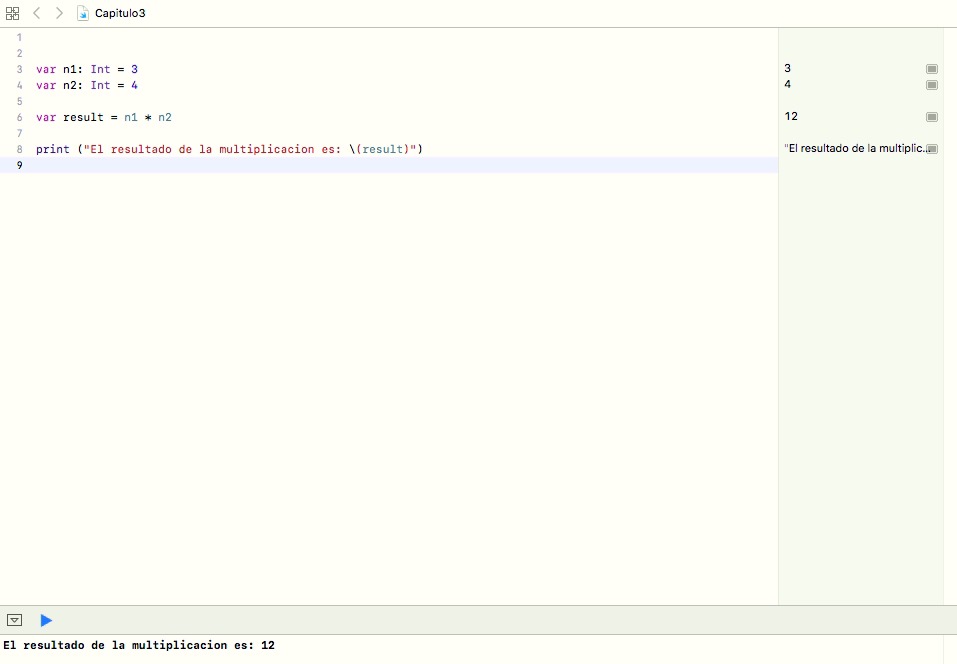 Capitulo3
1
2
3 var n1: Int = 3 3
4 var n2: Int = 4 4
5
6 var result = n1 * n2 12
7
8 print ("El resultado de la multiplicacion es: \(result)") "El resultado de la multiplic...
9
El resultado de la multiplicacion es: 12